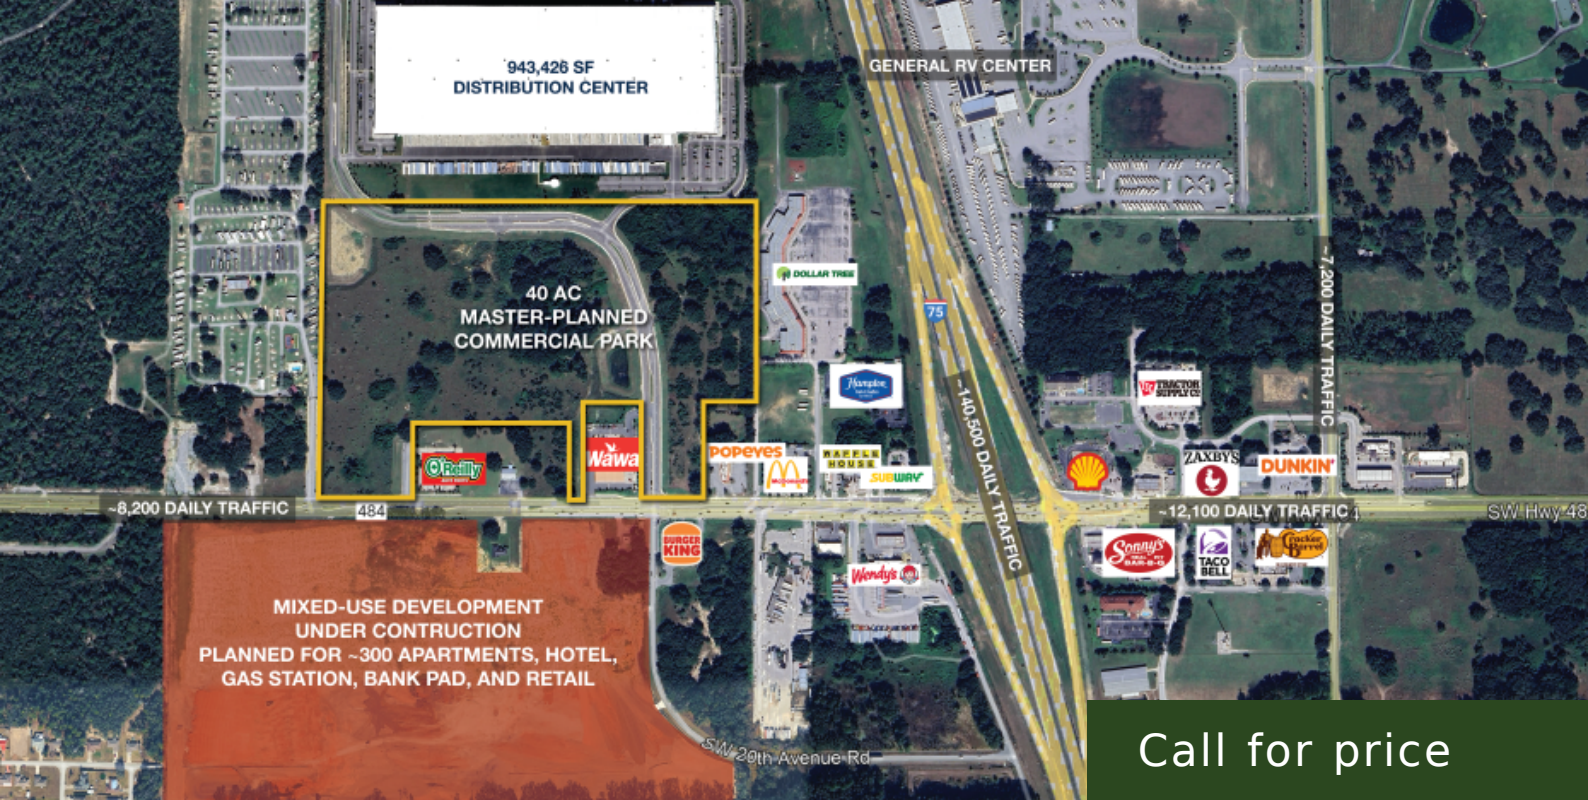 943,426 SF
DISTRIBUTION CENTER
GENERAL RV CENTER
40 AC
MASTER-PLANNED
COMMERCIAL PARK
DOLLAR TREE
75
Hampton
~7,200 DAILY TRAFFIC
TRACTOR
SUPPLY CO
~140,500 DAILY TRAFFIC
O'Reilly
Wawa
POPEYES
McDonald's
WAFFLE
HOUSE
SUBWAY
ZAXBYS
DUNKIN'
~8,200 DAILY TRAFFIC
484
~12,100 DAILY TRAFFIC
SW Hwy 48
BURGER
KING
Wendy's
Sonny's
BAR-B-Q
TACO
BELL
Cracker
Barrel
MIXED-USE DEVELOPMENT
UNDER CONTRUCTION
PLANNED FOR ~300 APARTMENTS, HOTEL,
GAS STATION, BANK PAD, AND RETAIL
SW 20th Avenue Rd
Call for price